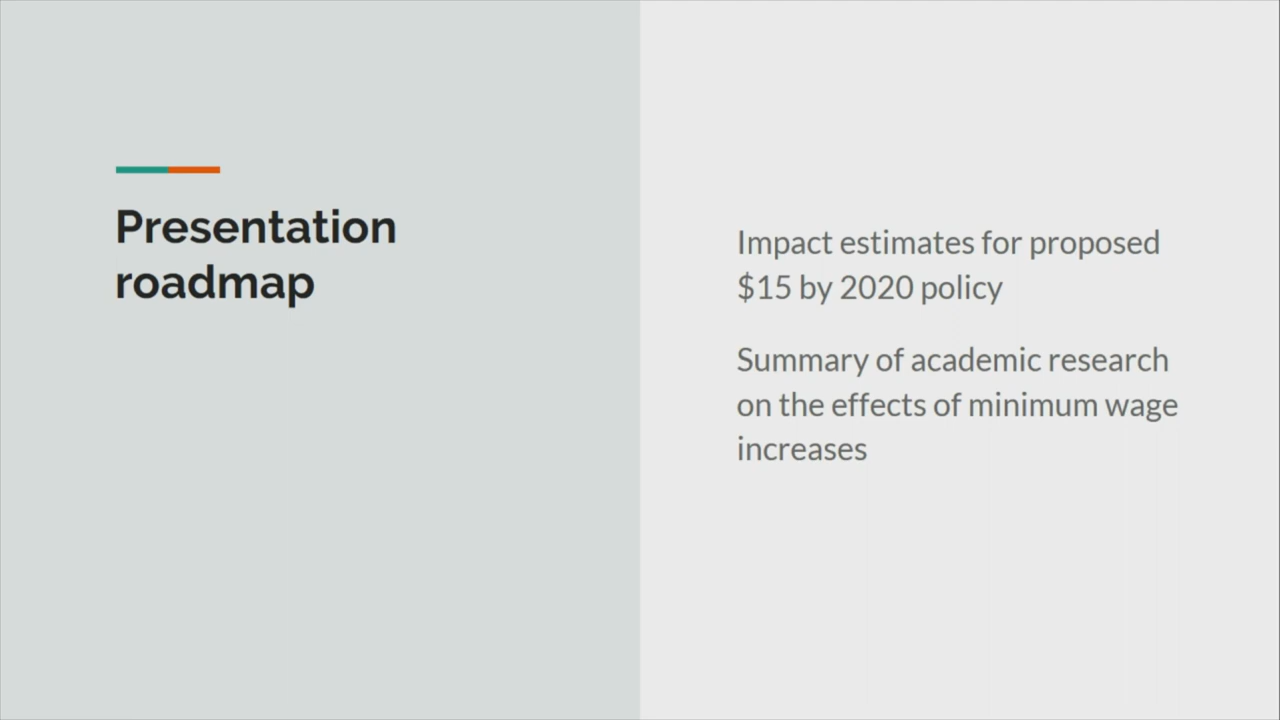 Presentation
roadmap
Impact estimates for proposed
$15 by 2020 policy
Summary of academic research
on the effects of minimum wage
increases